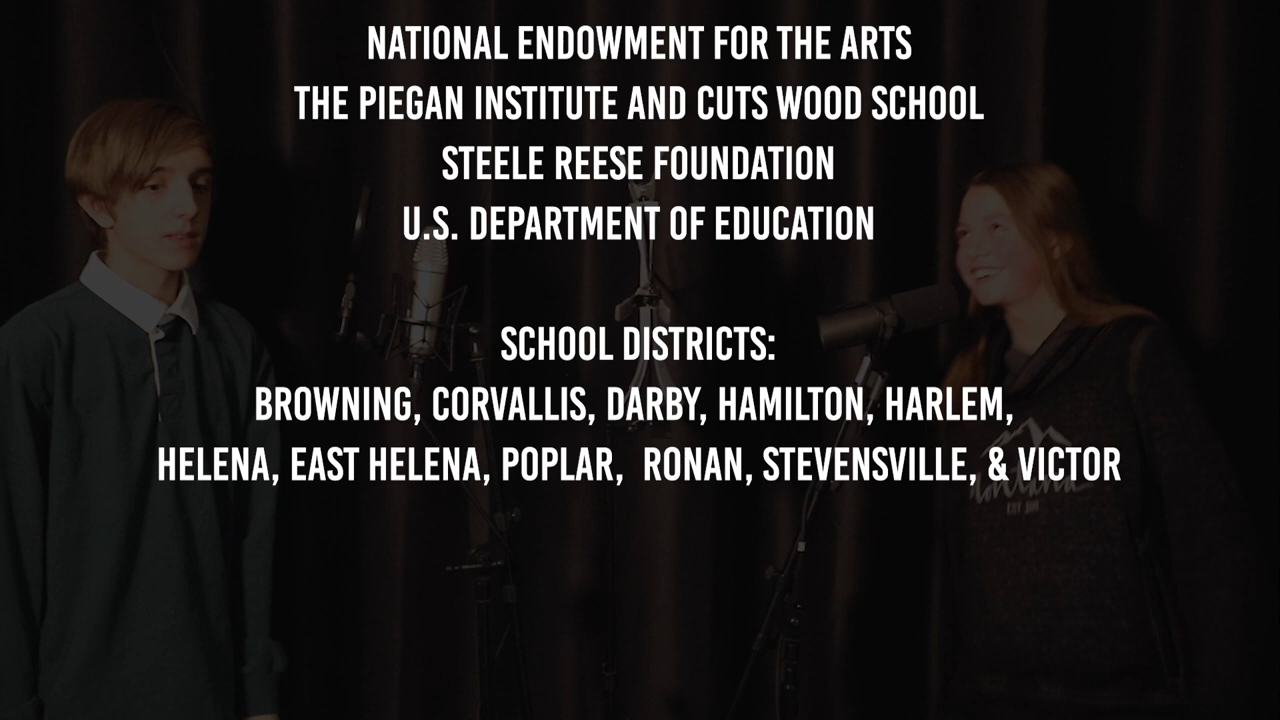 NATIONAL ENDOWMENT FOR THE ARTS
THE PIEGAN INSTITUTE AND CUTS WOOD SCHOOL
STEELE REESE FOUNDATION
U.S. DEPARTMENT OF EDUCATION
SCHOOL DISTRICTS:
BROWNING, CORVALLIS, DARBY, HAMILTON, HARLEM,
HELENA, EAST HELENA, POPLAR, RONAN, STEVENSVILLE, & VICTOR
Montana